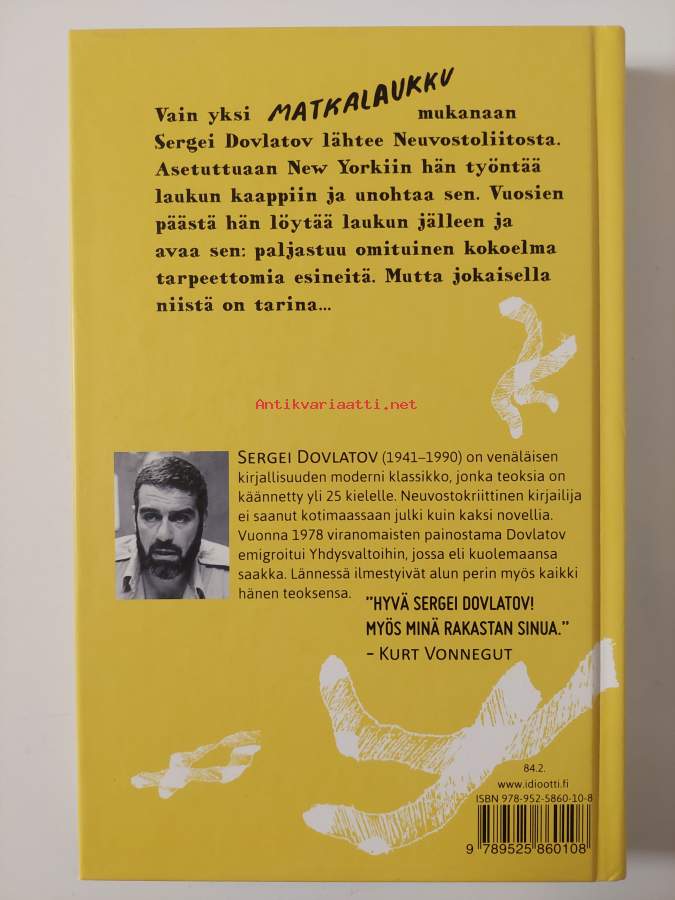 Vain yksi MATKALAUKKU mukanaan
Sergei Dovlatov lähtee Neuvostoliitosta.
Asetuttuaan New Yorkiin hän työntää
laukun kaappiin ja unohtaa sen. Vuosien
päästä hän löytää laukun jälleen ja
avaa sen: paljastuu omituinen kokoelma
tarpeettomia esineitä. Mutta jokaisella
niistä on tarina...
Antikvariaatti.net
SERGEI DOVLATOV (1941–1990) on venäläisen
kirjallisuuden moderni klassikko, jonka teoksia on
käännetty yli 25 kielelle. Neuvostokriittinen kirjailija
ei saanut kotimaassaan julki kuin kaksi novellia.
Vuonna 1978 viranomaisten painostama Dovlatov
emigroitui Yhdysvaltoihin, jossa eli kuolemaansa
saakka. Lännessä ilmestyivät alun perin myös kaikki
hänen teoksensa.
"HYVÄ SERGEI DOVLATOV!
MYÖS MINÄ RAKASTAN SINUA."
– KURT VONNEGUT
84.2.
www.idiootti.fi
ISBN 978-952-5860-10-8
9 789525 860108